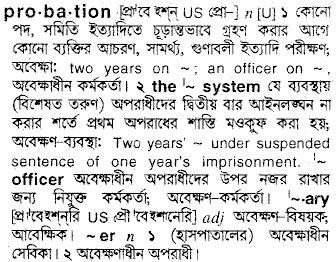 pro·ba·tion [প্রা'বেইশ্‌ন্ US প্রৌ–] n [U] ১ কোনো
পদ, সমিতি ইত্যাদিতে চূড়ান্তভাবে গ্রহণ করার আগে
কোনো ব্যক্তির আচরণ, সামর্থ্য, গুণাবলী ইত্যাদি পরীক্ষণ;
অবেক্ষা: two years on ~; an officer on ~,
অবেক্ষাধীন কর্মকর্তা। ২ the '~ system যে ব্যবস্থায়
(বিশেষত তরুণ) অপরাধীদের দ্বিতীয় বার আইনলঙ্ঘন না
করার শর্তে প্রথম অপরাধের শাস্তি মওকুফ করা হয়;
অবেক্ষণ-ব্যবস্থা: Two years' ~ under suspended
sentence of one year's imprisonment. '~
officer অবেক্ষাধীন অপরাধীদের উপর নজর রাখার
জন্য নিযুক্ত কর্মকর্তা; অবেক্ষণ-কর্মকর্তা। '~·ary
[প্রা'বেইশ্‌নরি US প্রৌ'বেইশানেরি] adj অবেক্ষণ-বিষয়ক;
আবেক্ষিক। ~·er n ১ (হাসপাতালের) অবেক্ষাধীন
সেবিকা। ২ অবেক্ষণাধীন অপরাধী।